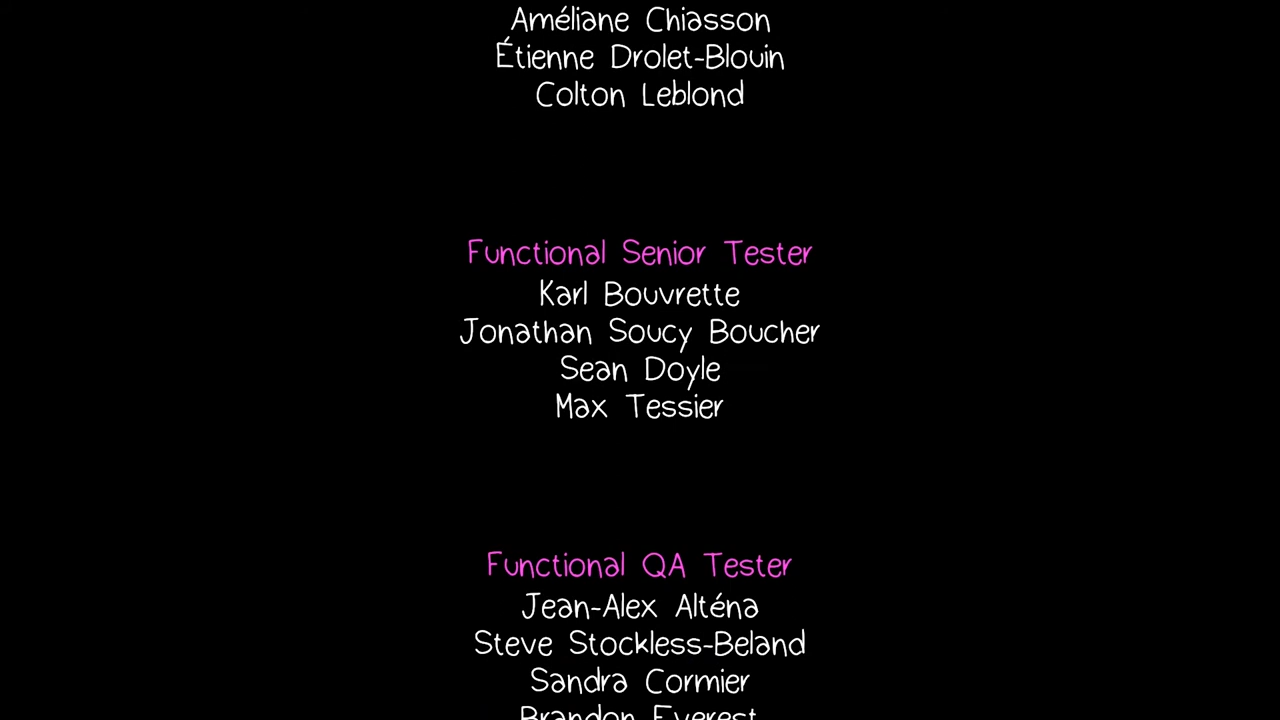 Améliane Chiasson
Étienne Drolet-Blouin
Colton Leblond
Functional Senior Tester
Karl Bouvrette
Jonathan Soucy Boucher
Sean Doyle
Max Tessier
Functional QA Tester
Jean-Alex Alténa
Steve Stockless-Beland
Sandra Cormier
Brandon Everest